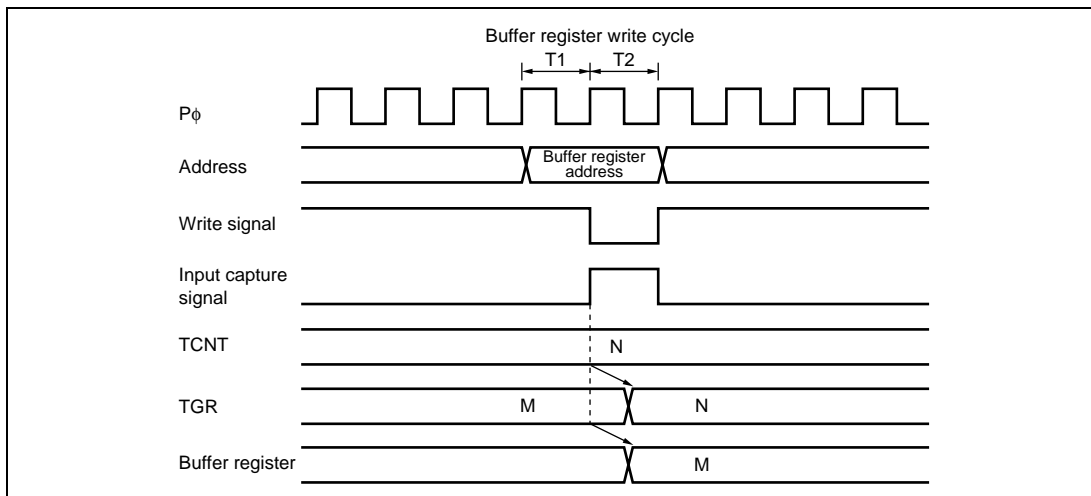 Buffer register write cycle
T1 T2
Pϕ
Address
Buffer register
address
Write signal
Input capture
signal
TCNT
N
TGR
M N
Buffer register
M